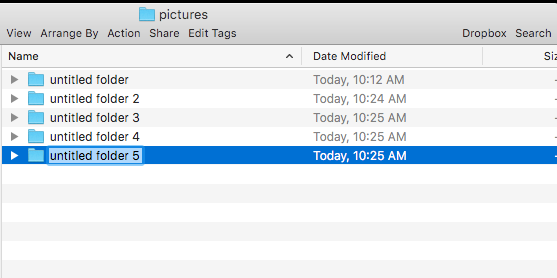 pictures
View Arrange By Action Share Edit Tags Dropbox Search
Name Date Modified
untitled folder Today, 10:12 AM
untitled folder 2 Today, 10:24 AM
untitled folder 3 Today, 10:25 AM
untitled folder 4 Today, 10:25 AM
untitled folder 5 Today, 10:25 AM